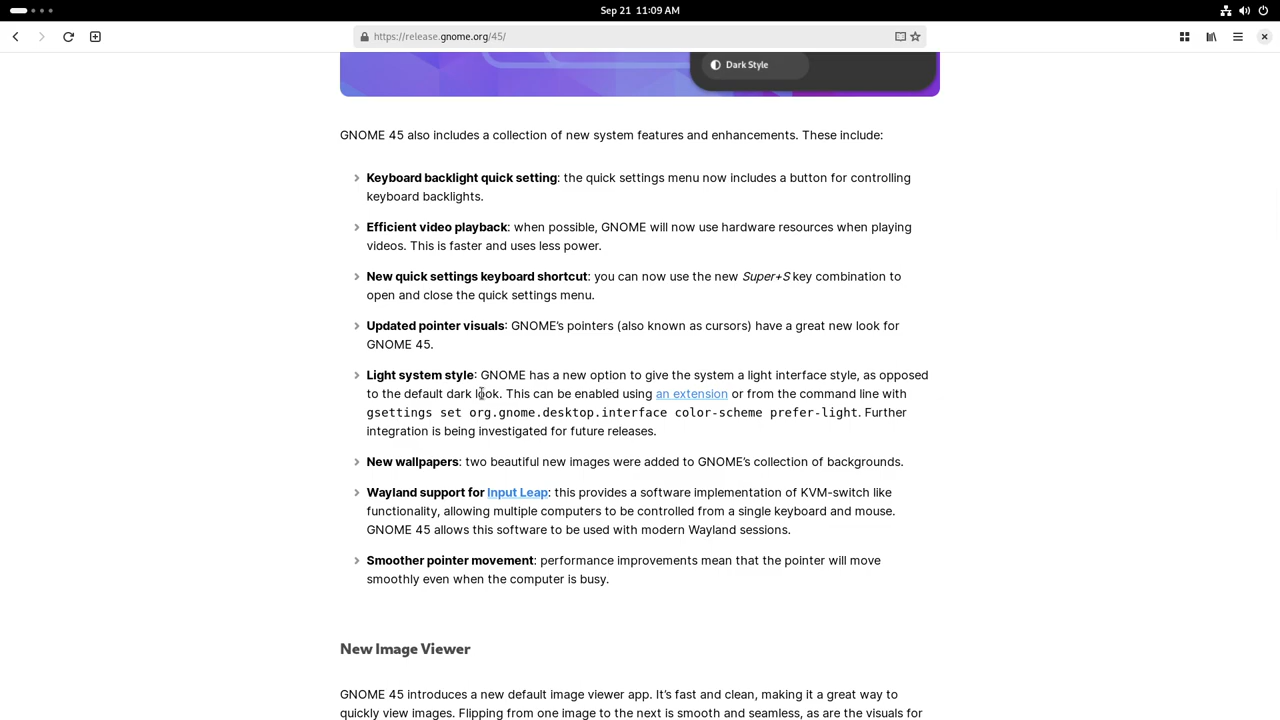 Sep 21 11:09 AM
https://release.gnome.org/45/
Dark Style
GNOME 45 also includes a collection of new system features and enhancements. These include:
Keyboard backlight quick setting: the quick settings menu now includes a button for controlling
keyboard backlights.
Efficient video playback: when possible, GNOME will now use hardware resources when playing
videos. This is faster and uses less power.
New quick settings keyboard shortcut: you can now use the new Super+S key combination to
open and close the quick settings menu.
Updated pointer visuals: GNOME’s pointers (also known as cursors) have a great new look for
GNOME 45.
Light system style: GNOME has a new option to give the system a light interface style, as opposed
to the default dark look. This can be enabled using an extension or from the command line with
gsettings set org.gnome.desktop.interface color-scheme prefer-light. Further
integration is being investigated for future releases.
New wallpapers: two beautiful new images were added to GNOME’s collection of backgrounds.
Wayland support for Input Leap: this provides a software implementation of KVM-switch like
functionality, allowing multiple computers to be controlled from a single keyboard and mouse.
GNOME 45 allows this software to be used with modern Wayland sessions.
Smoother pointer movement: performance improvements mean that the pointer will move
smoothly even when the computer is busy.
New Image Viewer
GNOME 45 introduces a new default image viewer app. It’s fast and clean, making it a great way to
quickly view images. Flipping from one image to the next is smooth and seamless, as are the visuals for